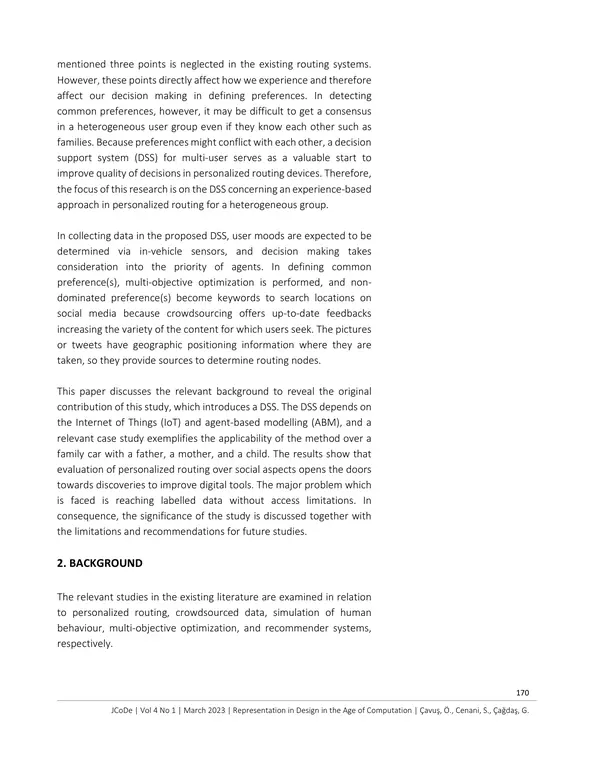 mentioned three points is neglected in the existing routing systems.
However, these points directly affect how we experience and therefore
affect our decision making in defining preferences. In detecting
common preferences, however, it may be difficult to get a consensus
in a heterogeneous user group even if they know each other such as
families. Because preferences might conflict with each other, a decision
support system (DSS) for multi-user serves as a valuable start to
improve quality of decisions in personalized routing devices. Therefore,
the focus of this research is on the DSS concerning an experience-based
approach in personalized routing for a heterogeneous group.
In collecting data in the proposed DSS, user moods are expected to be
determined via in-vehicle sensors, and decision making takes
consideration into the priority of agents. In defining common
preference(s), multi-objective optimization is performed, and non-
dominated preference(s) become keywords to search locations on
social media because crowdsourcing offers up-to-date feedbacks
increasing the variety of the content for which users seek. The pictures
or tweets have geographic positioning information where they are
taken, so they provide sources to determine routing nodes.
This paper discusses the relevant background to reveal the original
contribution of this study, which introduces a DSS. The DSS depends on
the Internet of Things (IoT) and agent-based modelling (ABM), and a
relevant case study exemplifies the applicability of the method over a
family car with a father, a mother, and a child. The results show that
evaluation of personalized routing over social aspects opens the doors
towards discoveries to improve digital tools. The major problem which
is faced is reaching labelled data without access limitations. In
consequence, the significance of the study is discussed together with
the limitations and recommendations for future studies.
2. BACKGROUND
The relevant studies in the existing literature are examined in relation
to personalized routing, crowdsourced data, simulation of human
behaviour, multi-objective optimization, and recommender systems,
respectively.
170
JCoDe | Vol 4 No 1 | March 2023 | Representation in Design in the Age of Computation | Çavuş, Ö., Cenani, S., Çağdaş, G.